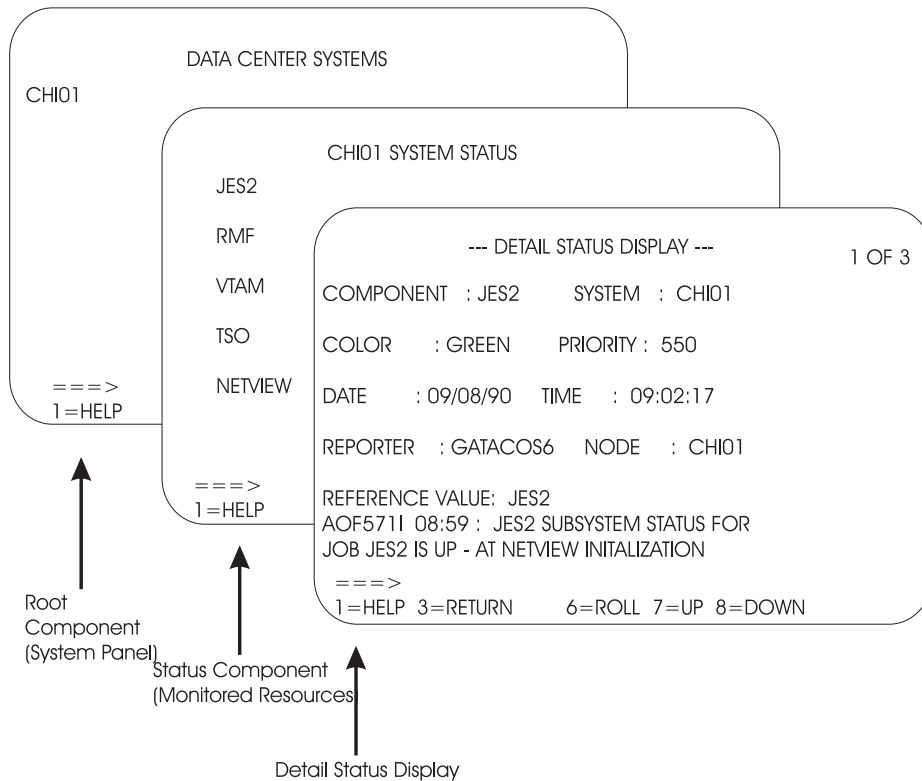 DATA CENTER SYSTEMS
CHI01
===>
1=HELP
CHI01 SYSTEM STATUS
JES2
RMF
VTAM
TSO
NETVIEW
===>
1=HELP
--- DETAIL STATUS DISPLAY ---
1 OF 3
COMPONENT : JES2 SYSTEM : CHI01
COLOR : GREEN PRIORITY : 550
DATE : 09/08/90 TIME : 09:02:17
REPORTER : GATACOS6 NODE : CHI01
REFERENCE VALUE: JES2
AOF571I 08:59 : JES2 SUBSYSTEM STATUS FOR
JOB JES2 IS UP - AT NETVIEW INITALIZATION
===>
1=HELP 3=RETURN 6=ROLL 7=UP 8=DOWN
Root
Component
(System Panel)
Status Component
(Monitored Resources)
Detail Status Display